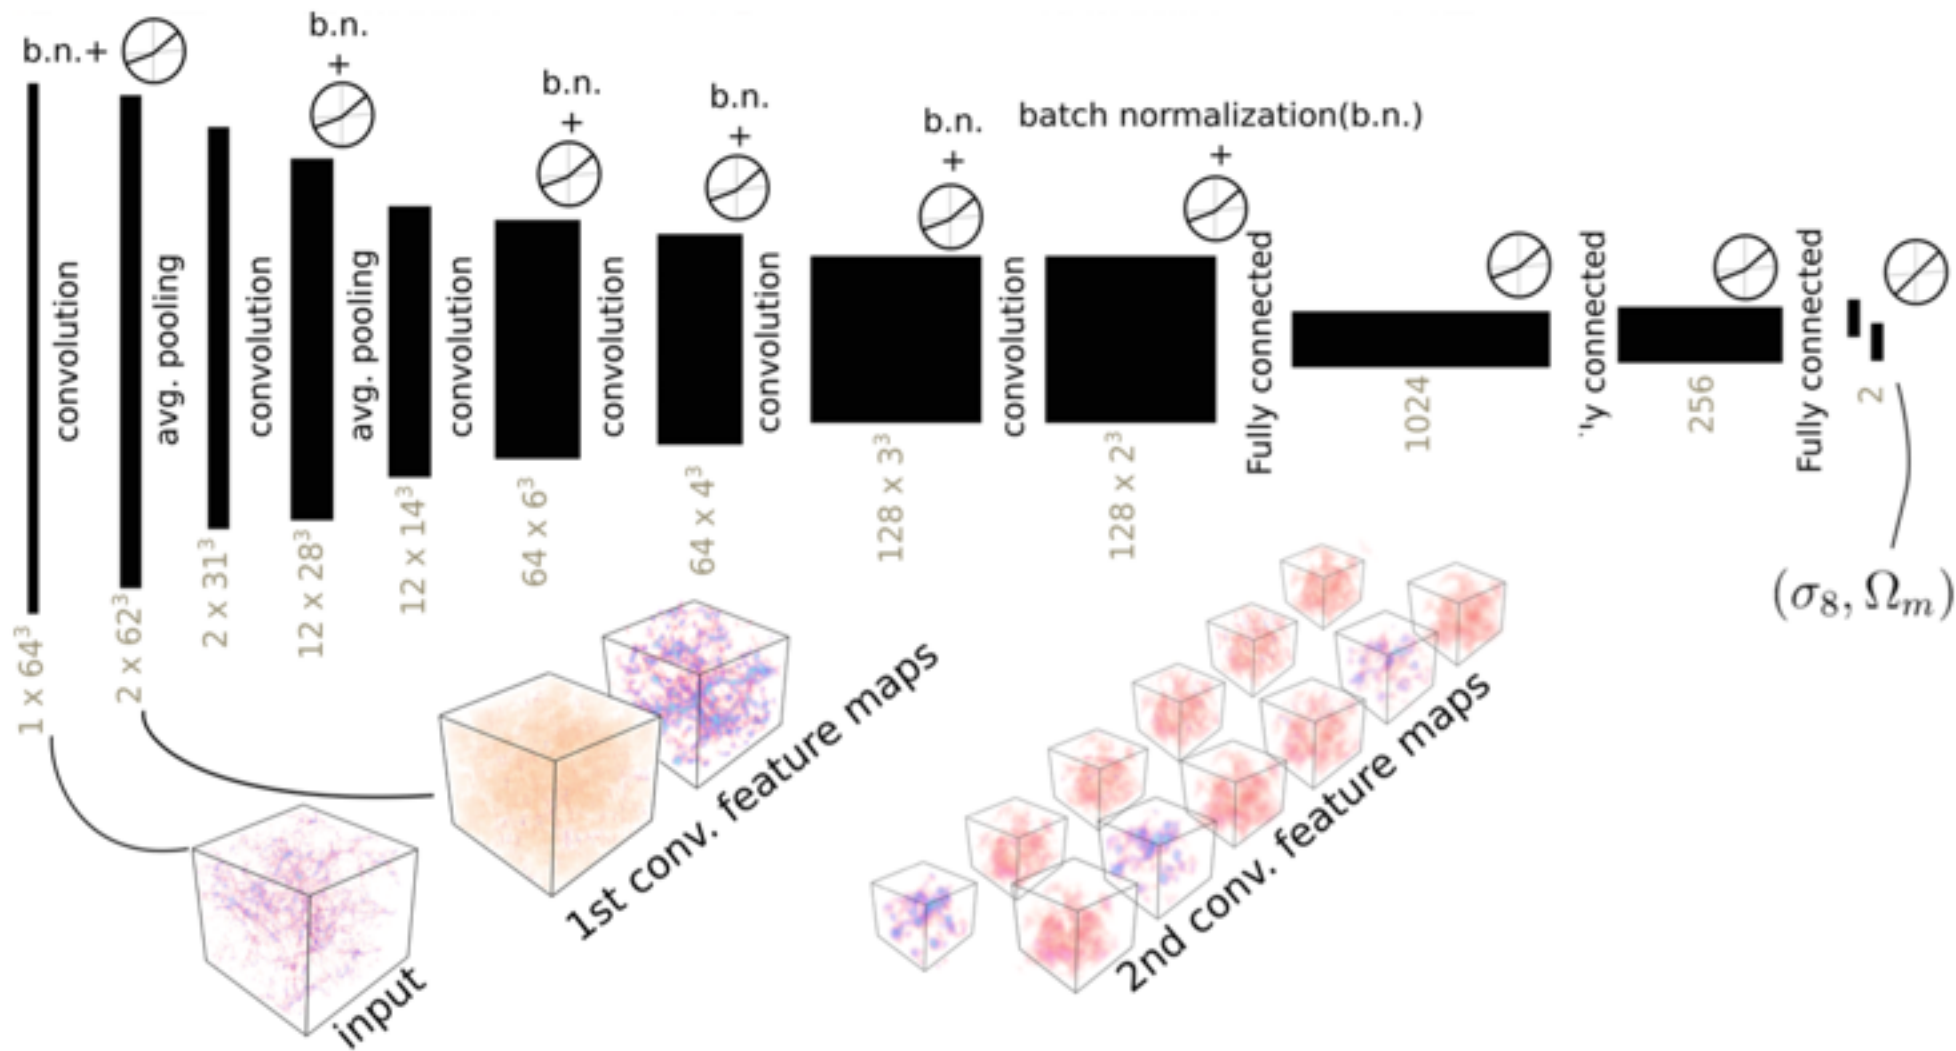 b.n.+
b.n.
+
b.n.
+
b.n.
+
b.n.
+
batch normalization(b.n.)
+
convolution
avg. pooling
convolution
avg. pooling
convolution
convolution
convolution
convolution
Fully connected
connected
Fully connected
1 x 64³
2 x 62³
2 x 31³
12 x 28³
12 x 14³
64 x 6³
64 x 4³
128 x 3³
128 x 2³
1024
256
2
(σ₈, Ωₘ)
input
1st conv. feature maps
2nd conv. feature maps